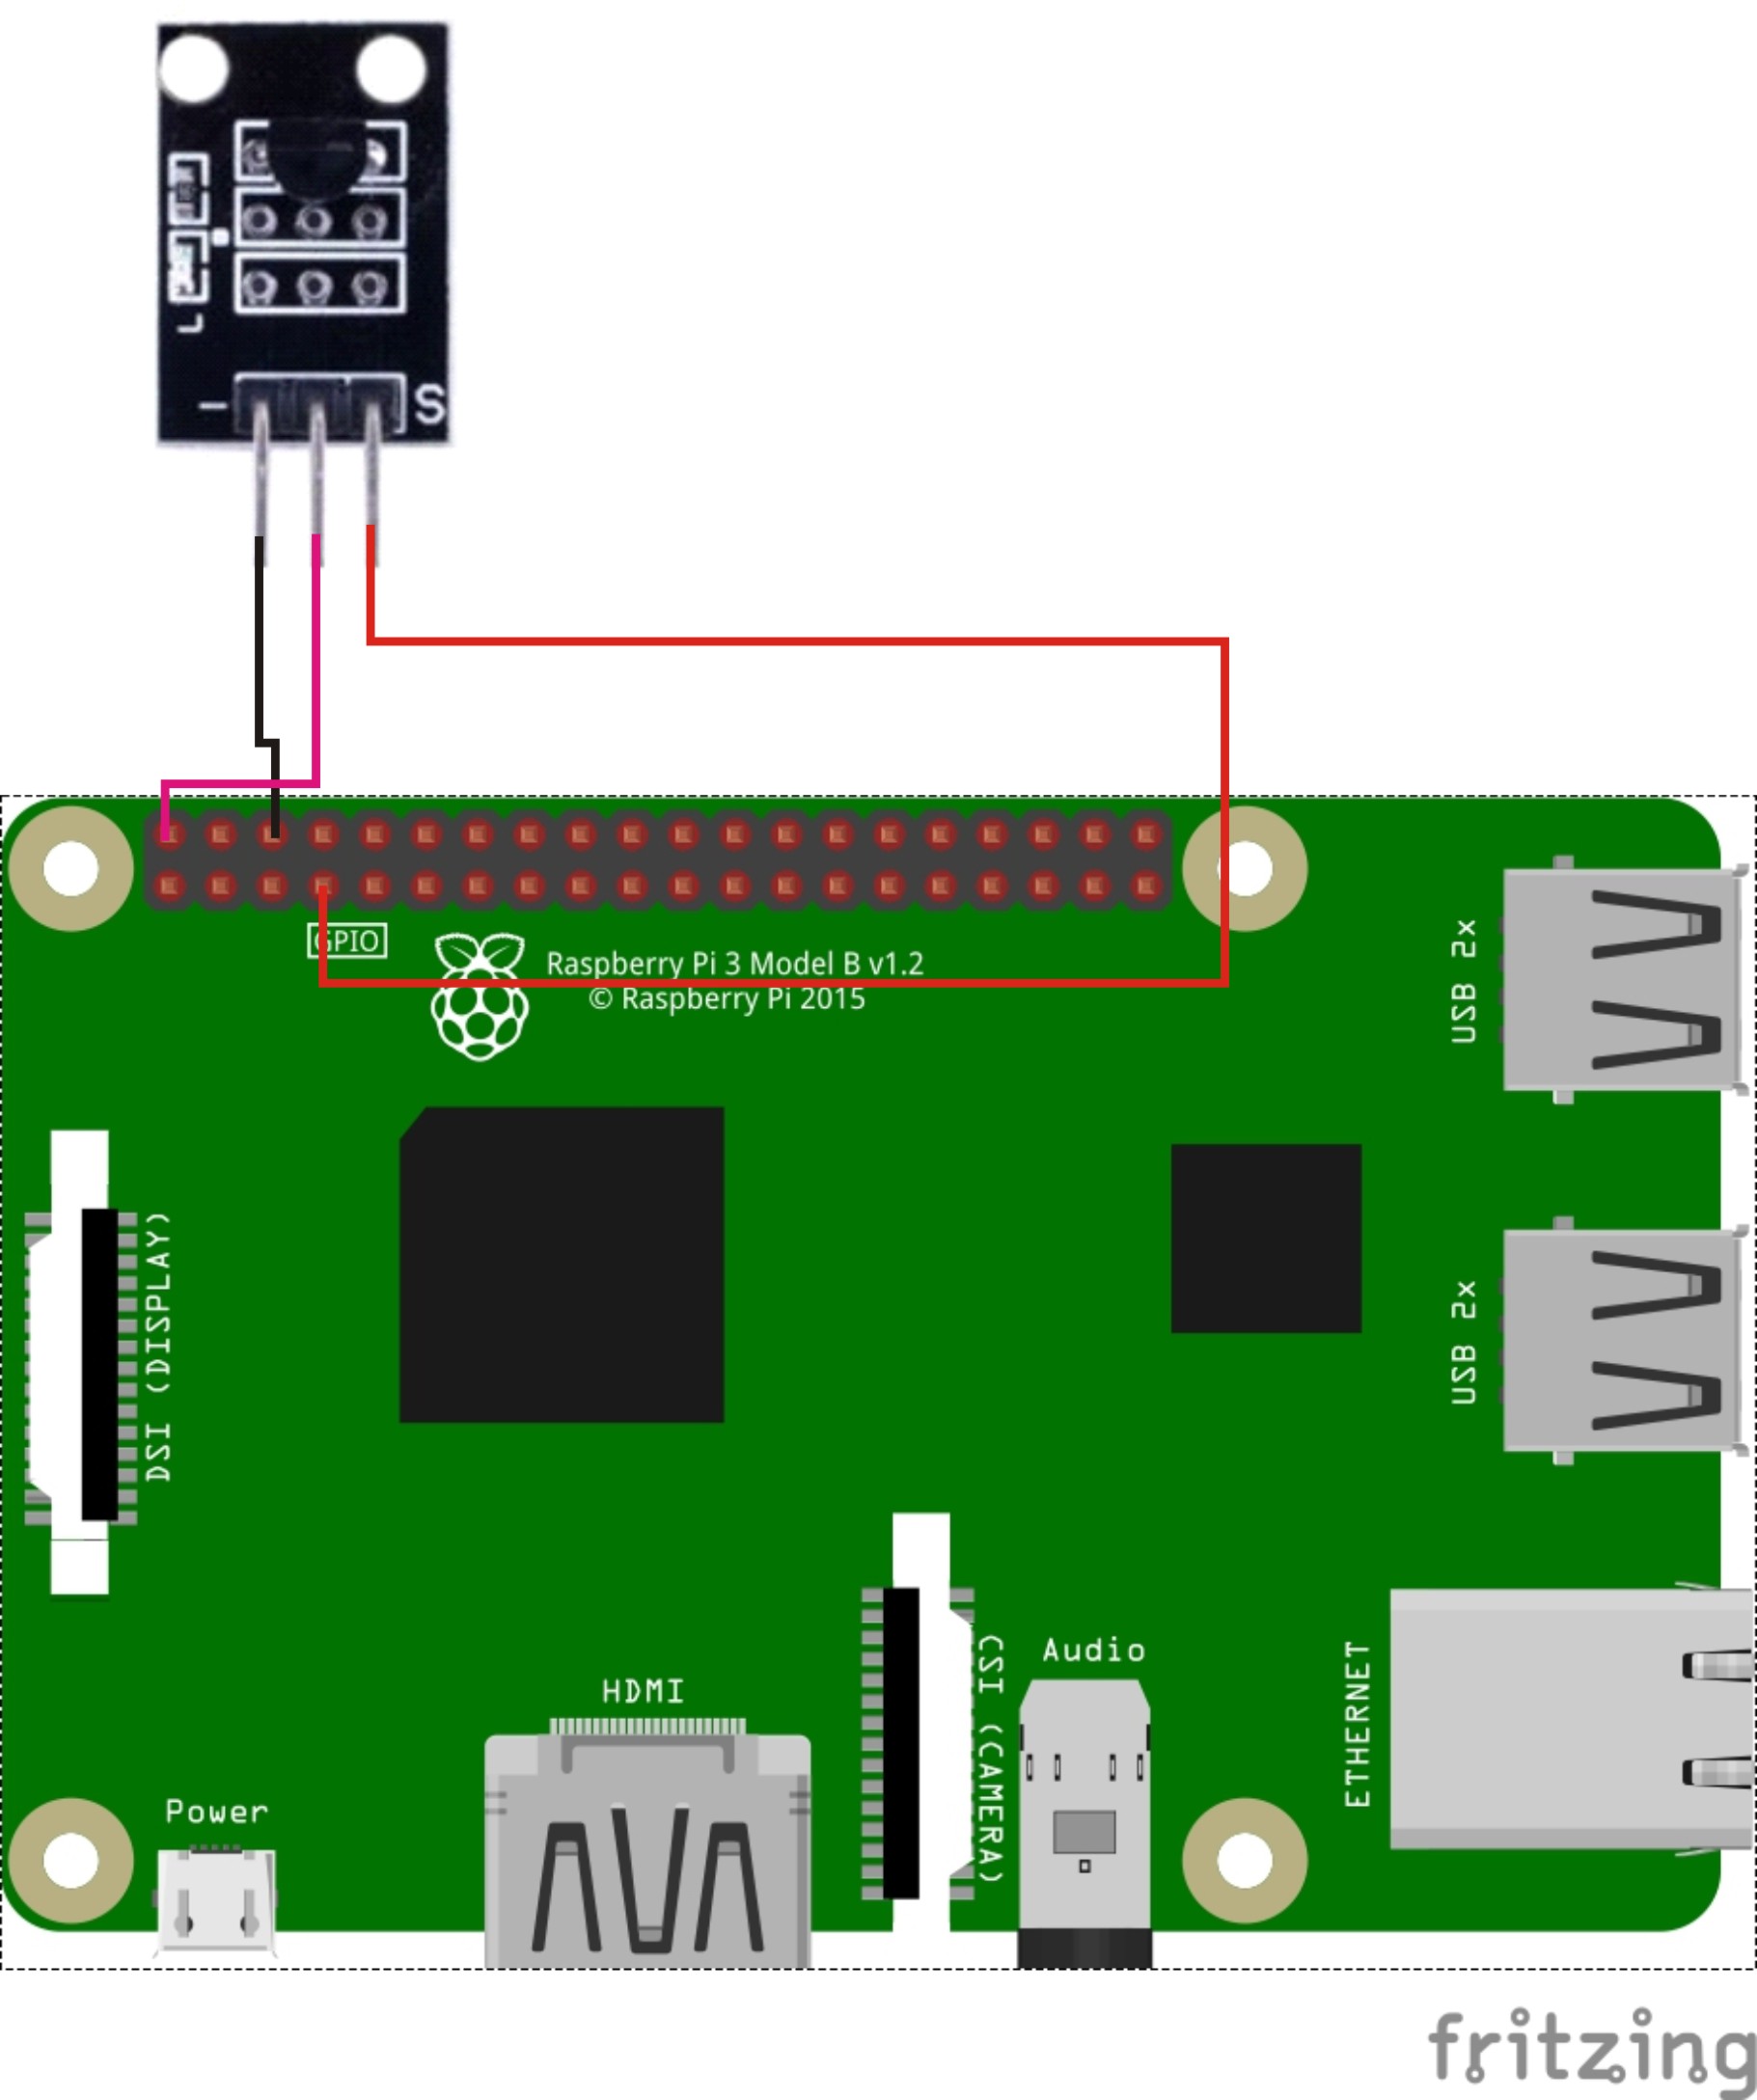 L
– S
GPIO
Raspberry Pi 3 Model B v1.2
© Raspberry Pi 2015
USB 2x
DSI (DISPLAY)
USB 2x
HDMI
CSI (CAMERA)
Audio
ETHERNET
Power
fritzing